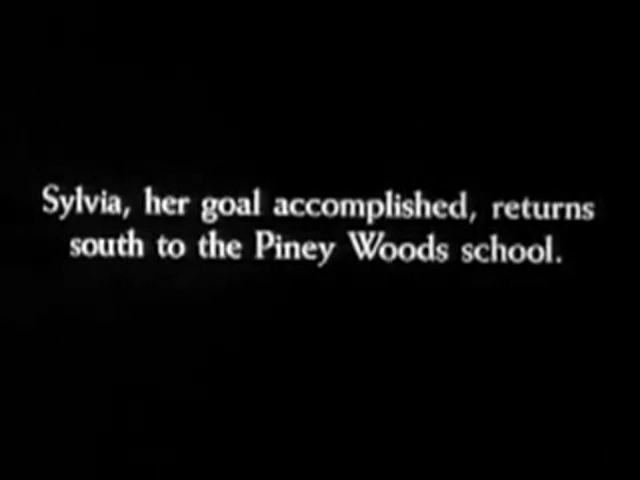 Sylvia, her goal accomplished, returns
south to the Piney Woods school.